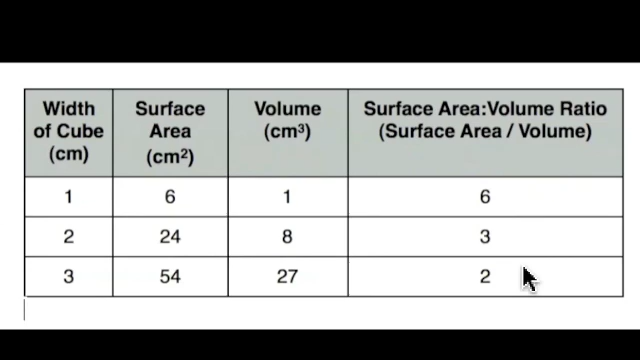 Width of Cube (cm) Surface Area (cm²) Volume (cm³) Surface Area:Volume Ratio (Surface Area / Volume)
1 6 1 6
2 24 8 3
3 54 27 2